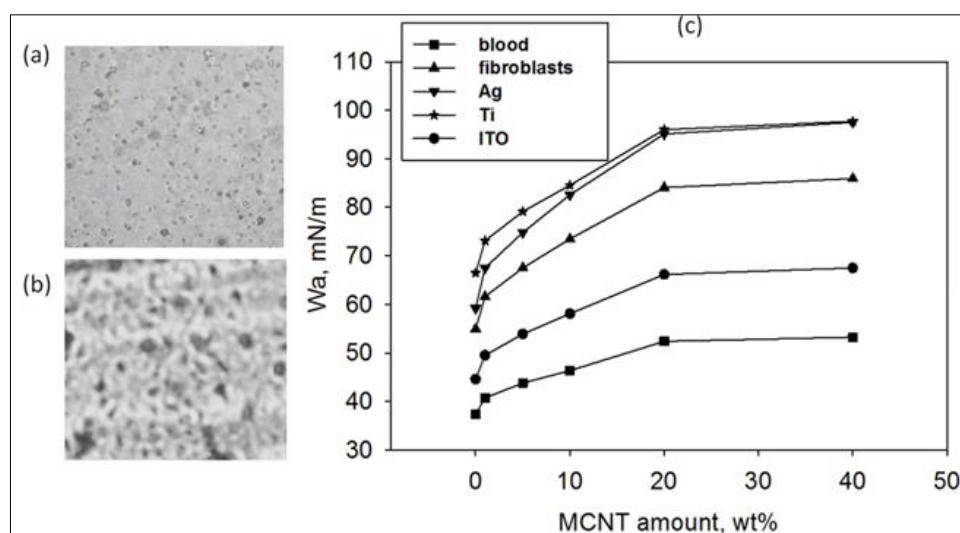 (a)
(b)
(c)
blood
fibroblasts
Ag
Ti
ITO
Wa, mN/m
110
100
90
80
70
60
50
40
30
0 10 20 30 40 50
MCNT amount, wt%